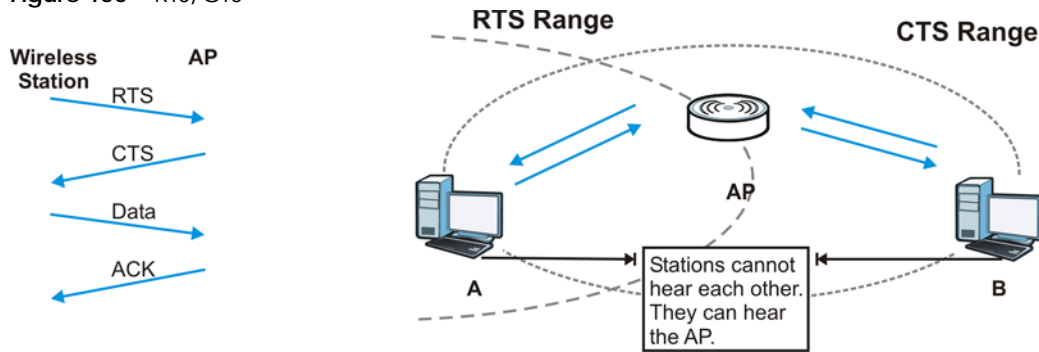 RTS Range
CTS Range
Wireless
Station
AP
RTS
CTS
Data
ACK
AP
A
B
Stations cannot
hear each other.
They can hear
the AP.